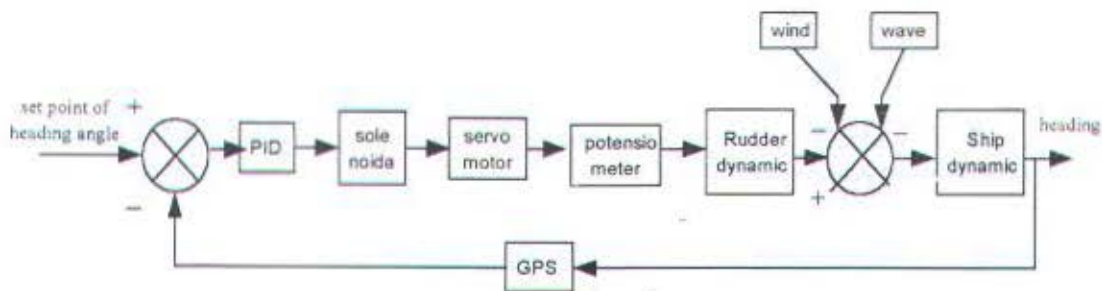 wind
wave
set point of
heading angle
+
PID
sole
noida
servo
motor
potensio
meter
Rudder
dynamic
−
−
+
Ship
dynamic
heading
−
GPS